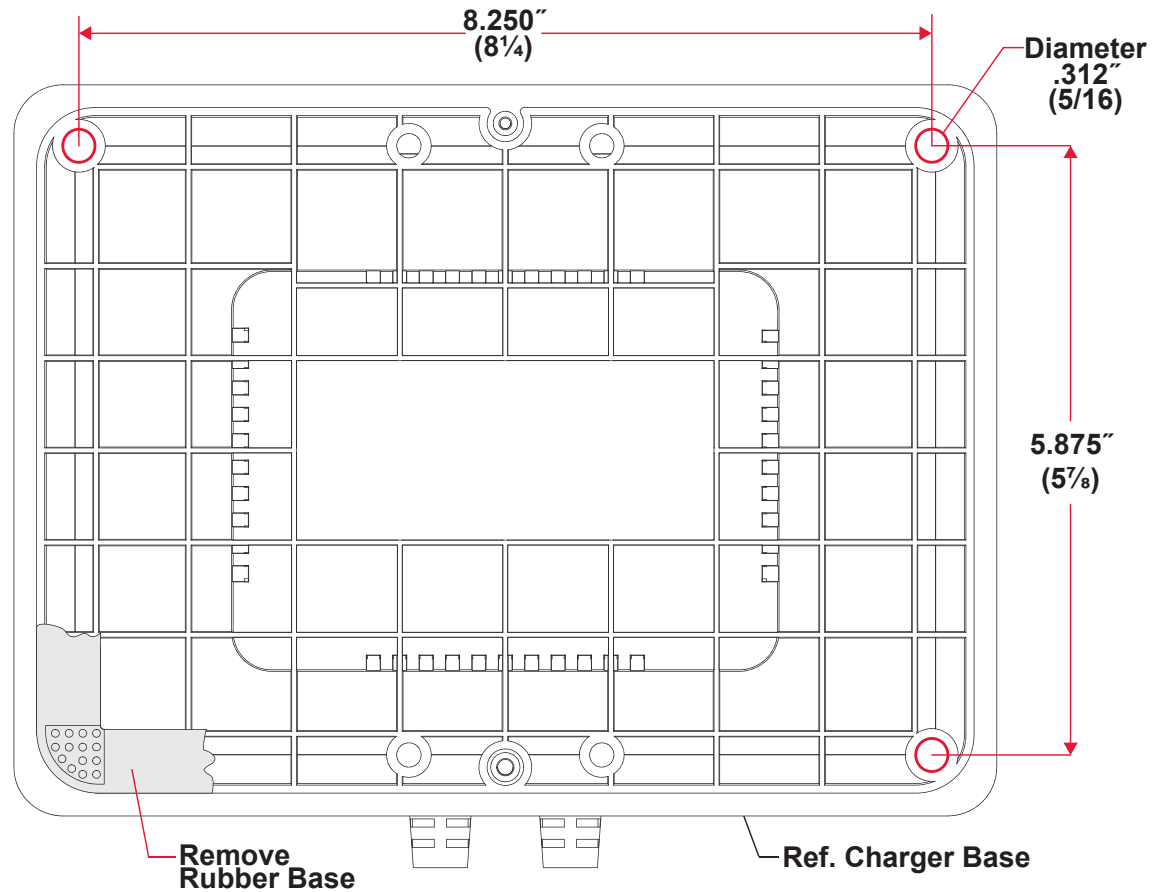 8.250″
(8¼)
Diameter
.312″
(5/16)
5.875″
(5⅞)
Remove
Rubber Base
Ref. Charger Base